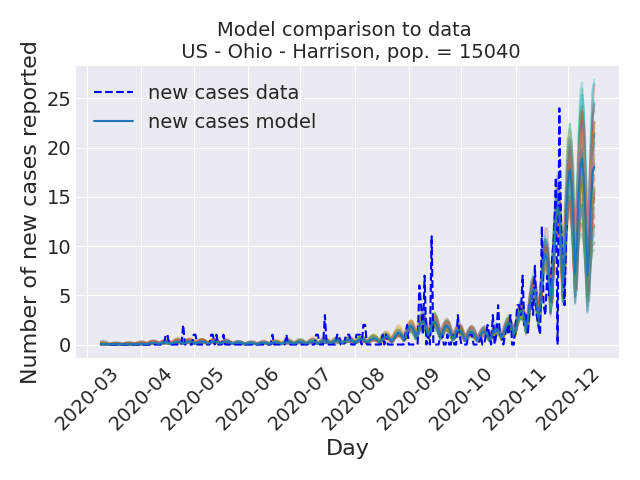 Model comparison to data
US - Ohio - Harrison, pop. = 15040
Number of new cases reported
25
20
15
10
5
0
new cases data
new cases model
2020-03
2020-04
2020-05
2020-06
2020-07
2020-08
2020-09
2020-10
2020-11
2020-12
Day